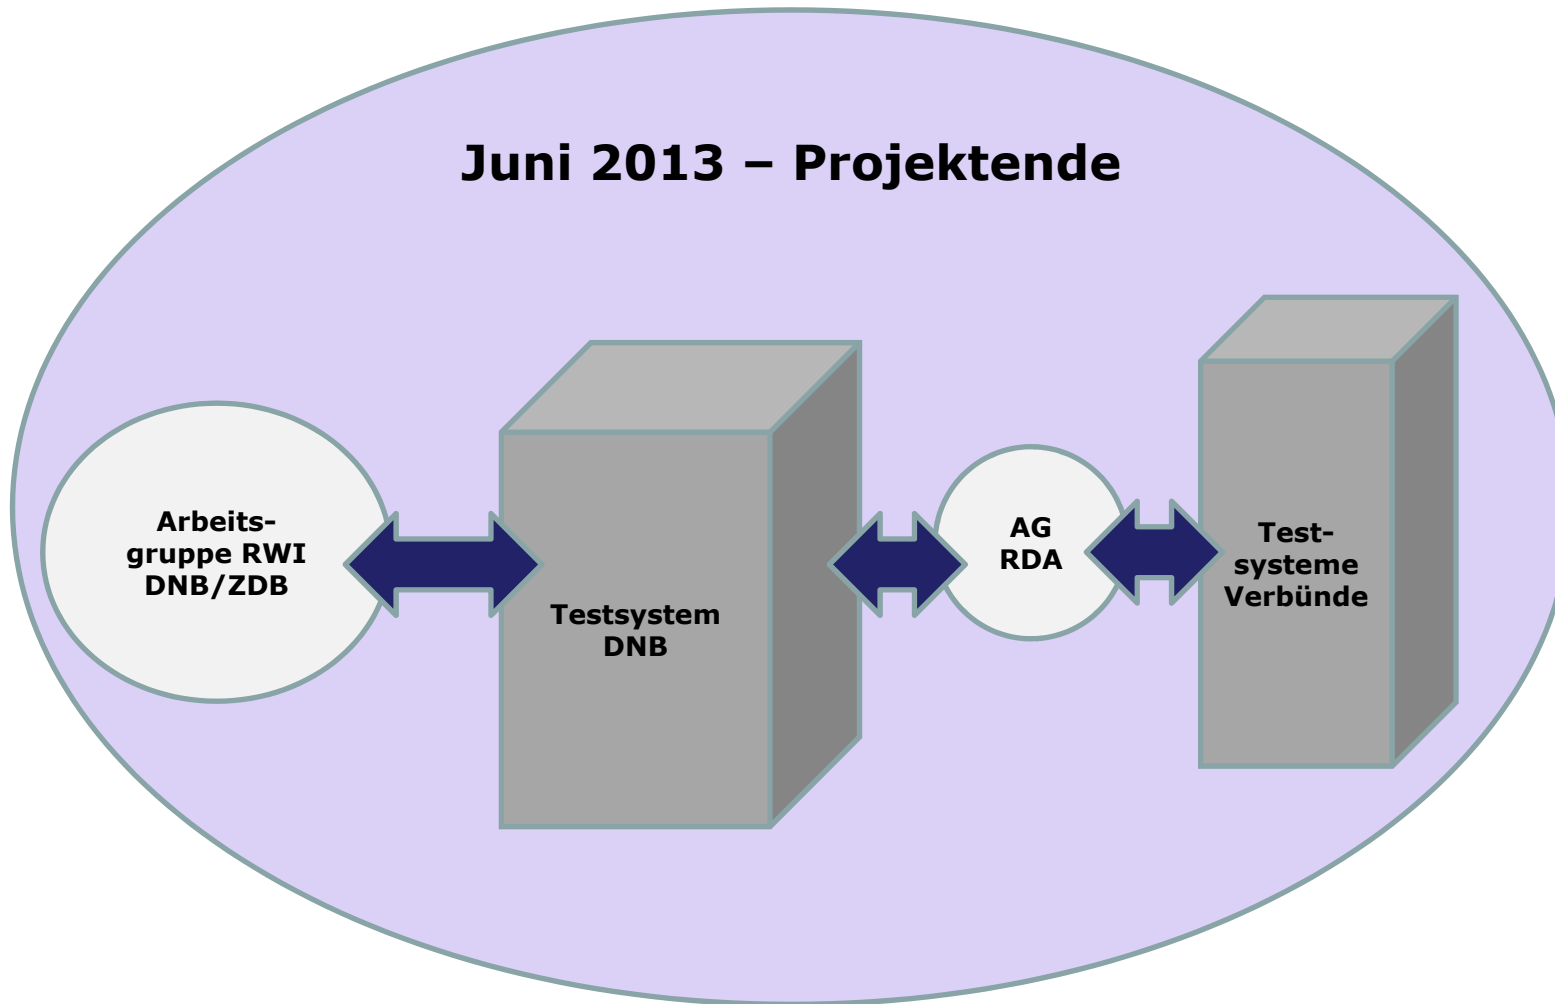 Juni 2013 – Projektende
Arbeits-
gruppe RWI
DNB/ZDB
Testsystem
DNB
AG
RDA
Test-
systeme
Verbünde